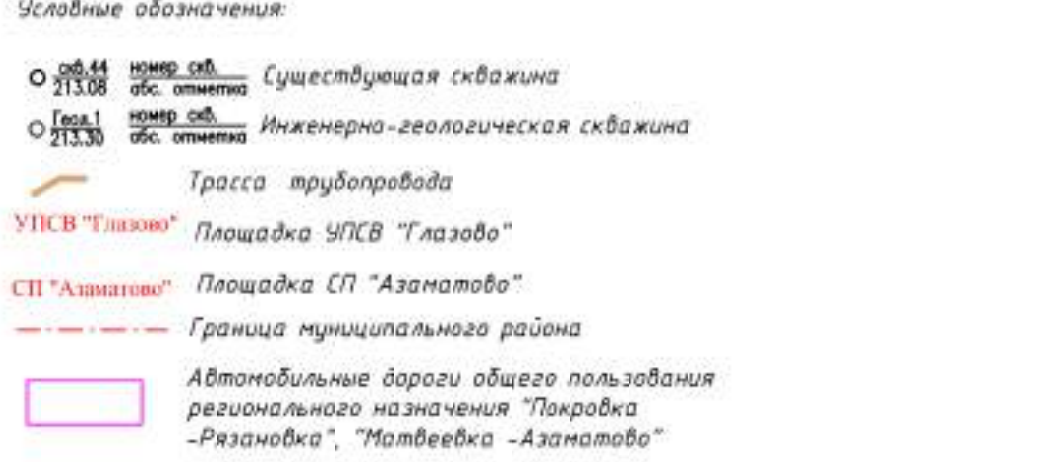 Условные обозначения:
скв.44 номер скв. Существующая скважина
213.08 абс. отметка
Геол.1 номер скв. Инженерно-геологическая скважина
213.30 абс. отметка
Трасса трубопровода
УПСВ "Глазово" Площадка УПСВ "Глазово"
СП "Азаматово" Площадка СП "Азаматово"
Граница муниципального района
Автомобильные дороги общего пользования
регионального назначения "Покровка
-Рязановка", "Матвеевка -Азаматово"